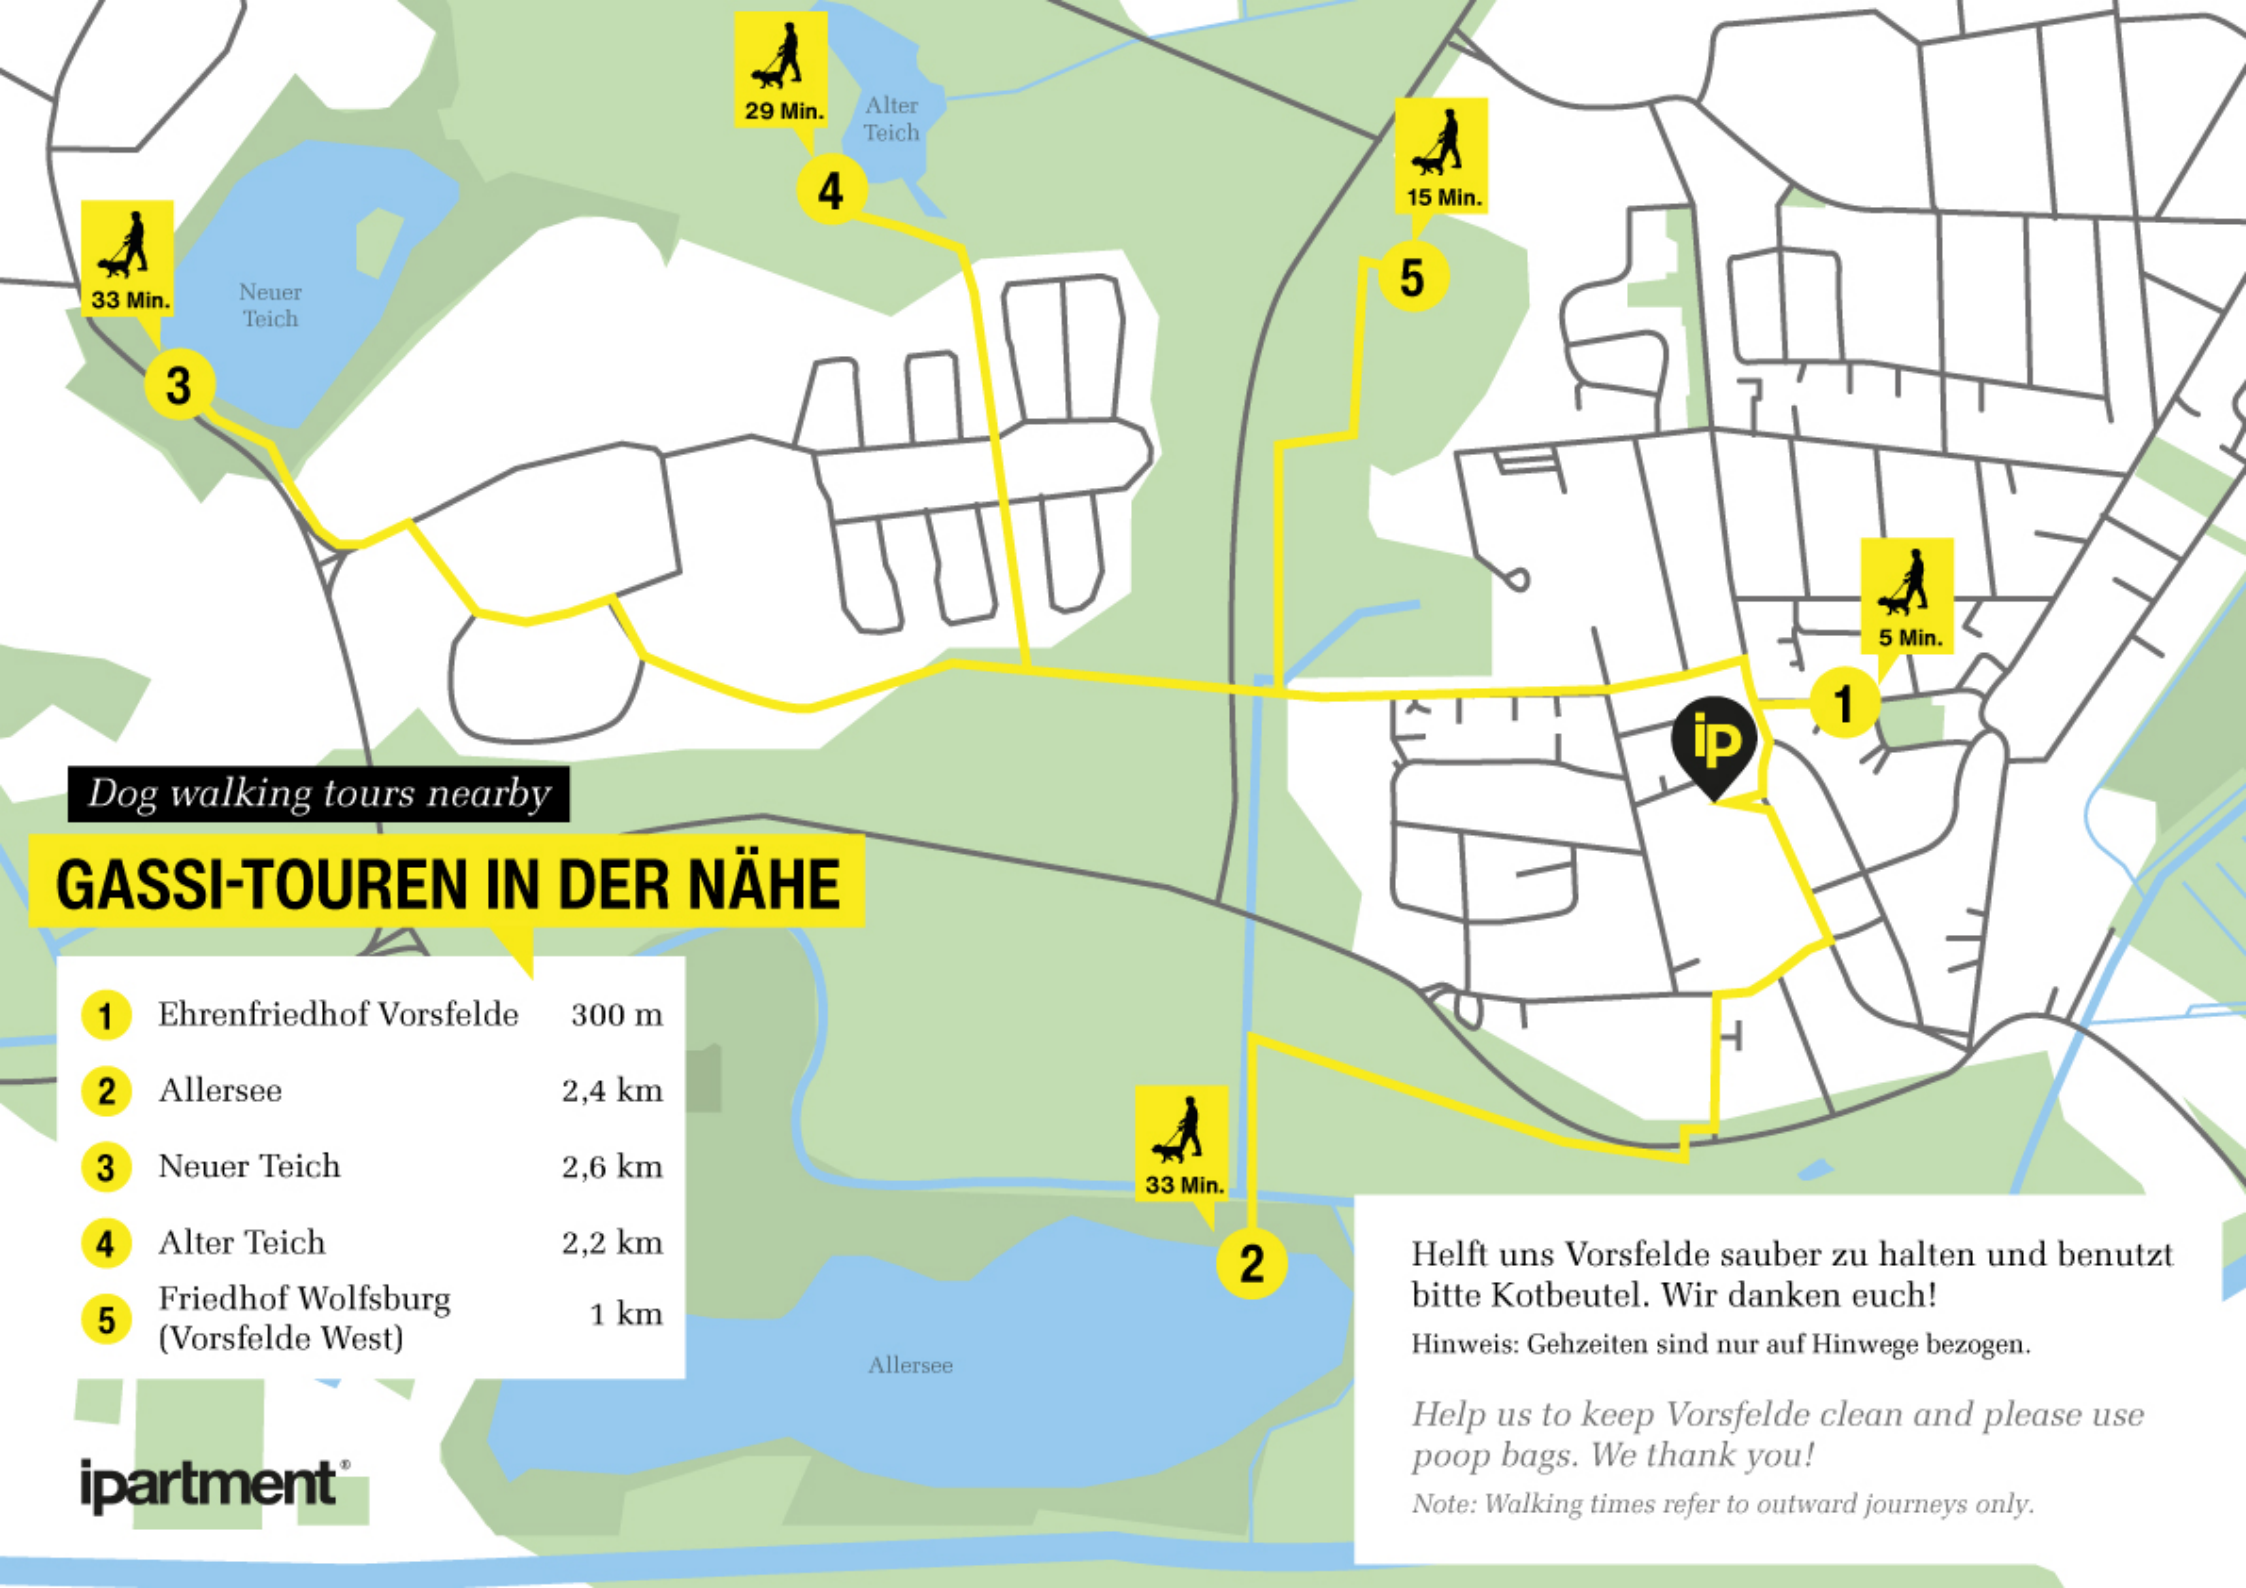 29 Min.
Alter
Teich
4
15 Min.
5
33 Min.
Neuer
Teich
3
5 Min.
1
ip
Dog walking tours nearby
GASSI-TOUREN IN DER NÄHE
1 Ehrenfriedhof Vorsfelde 300 m
2 Allersee 2,4 km
3 Neuer Teich 2,6 km
4 Alter Teich 2,2 km
5 Friedhof Wolfsburg
(Vorsfelde West) 1 km
33 Min.
2
Allersee
ipartment®
Helft uns Vorsfelde sauber zu halten und benutzt
bitte Kotbeutel. Wir danken euch!
Hinweis: Gehzeiten sind nur auf Hinwege bezogen.
Help us to keep Vorsfelde clean and please use
poop bags. We thank you!
Note: Walking times refer to outward journeys only.